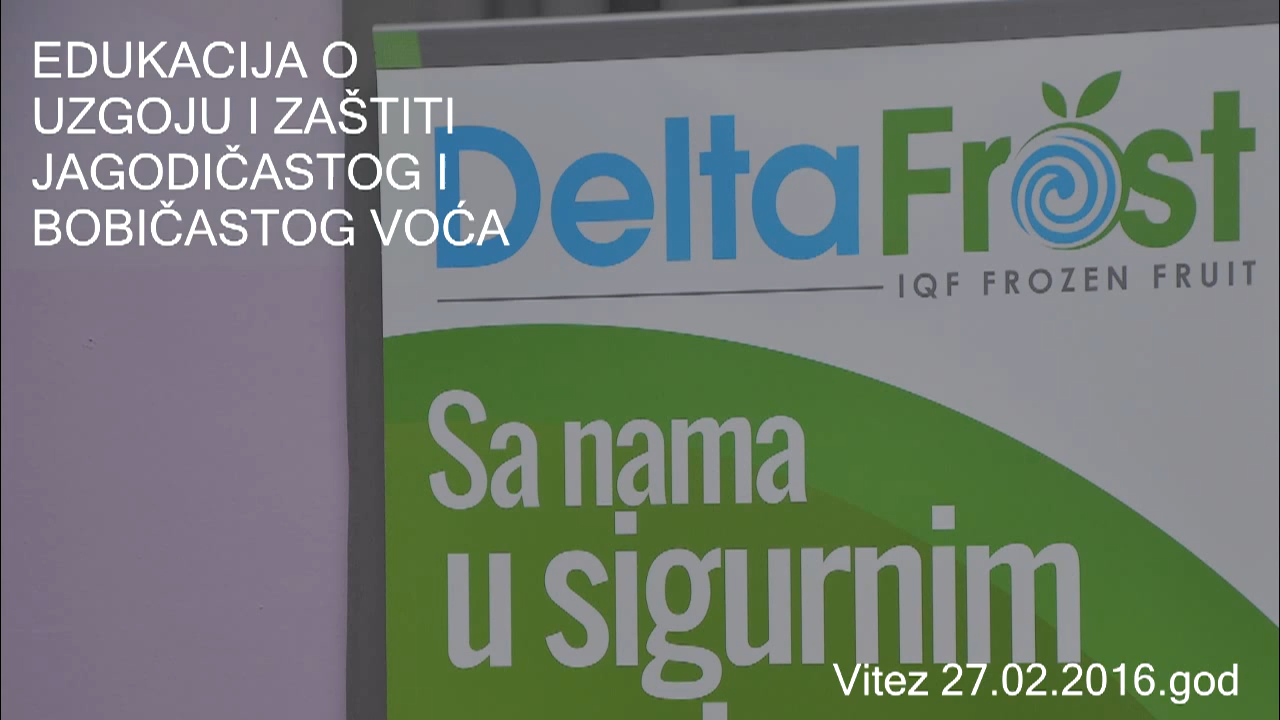 EDUKACIJA O
UZGOJU I ZAŠTITI
JAGODIČASTOG I
BOBIČASTOG VOĆA
DeltaFrost
IQF FROZEN FRUIT
Sa nama
u sigurnim
Vitez 27.02.2016.god